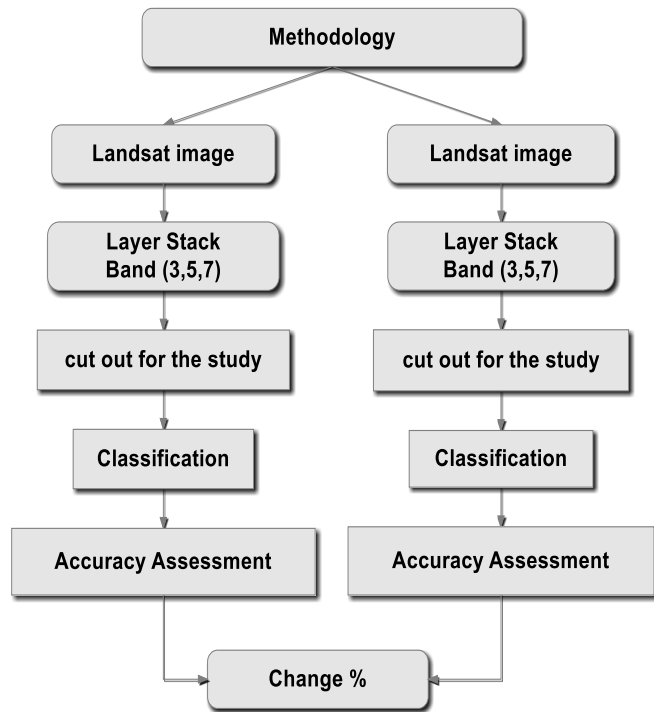 Methodology
Landsat image
Landsat image
Layer Stack
Band (3,5,7)
Layer Stack
Band (3,5,7)
cut out for the study
cut out for the study
Classification
Classification
Accuracy Assessment
Accuracy Assessment
Change %